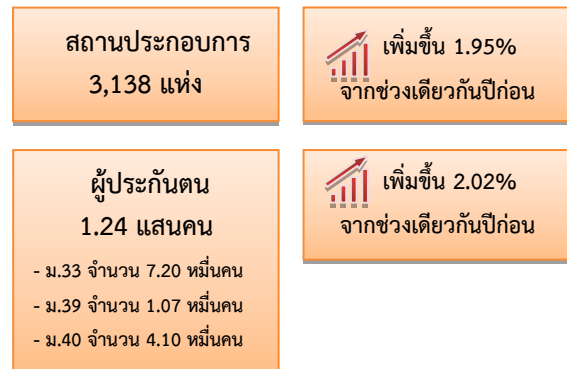 สถานประกอบการ
3,138 แห่ง
เพิ่มขึ้น 1.95%
จากช่วงเดียวกันปีก่อน
ผู้ประกันตน
1.24 แสนคน
- ม.33 จำนวน 7.20 หมื่นคน
- ม.39 จำนวน 1.07 หมื่นคน
- ม.40 จำนวน 4.10 หมื่นคน
เพิ่มขึ้น 2.02%
จากช่วงเดียวกันปีก่อน